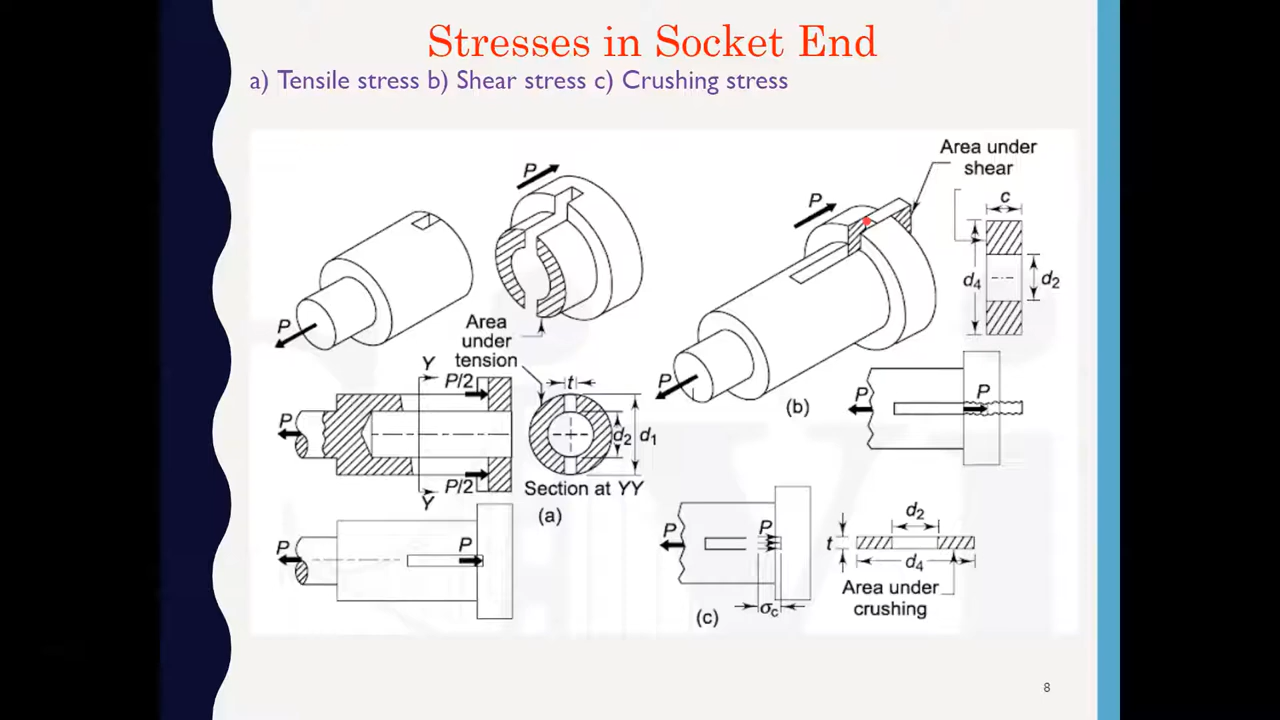 Stresses in Socket End
a) Tensile stress b) Shear stress c) Crushing stress
P
P
Area
under
tension
Y
P/2
P
P/2
Y
t
d2
d1
Section at YY
(a)
P
P
P
P
Area under
shear
c
d4
d2
(b)
P
P
P
P
σc
(c)
d2
t
d4
Area under
crushing
8